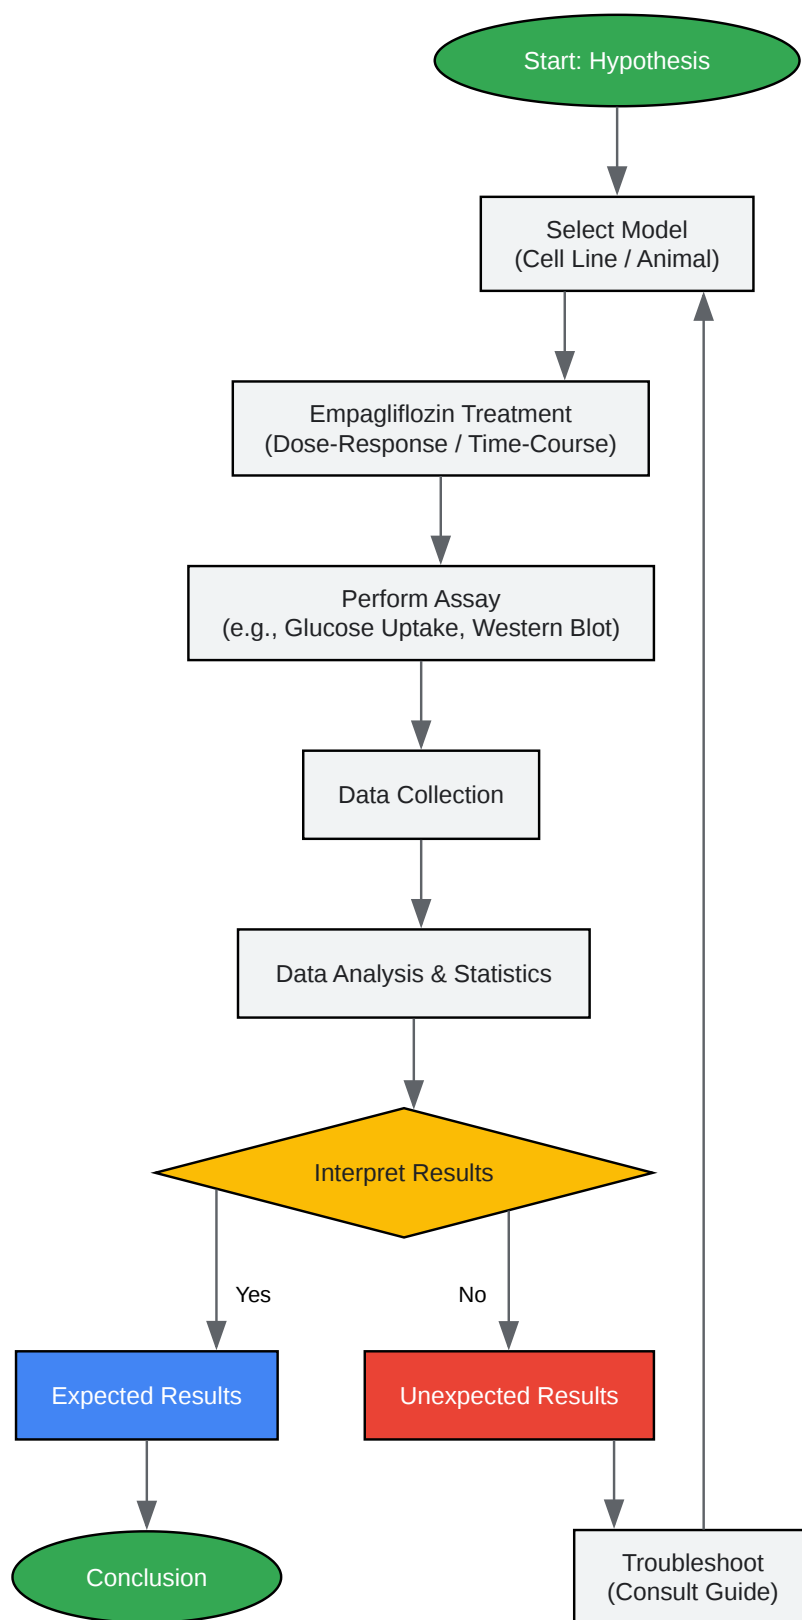 Start: Hypothesis
Select Model
(Cell Line / Animal)
Empagliflozin Treatment
(Dose-Response / Time-Course)
Perform Assay
(e.g., Glucose Uptake, Western Blot)
Data Collection
Data Analysis & Statistics
Interpret Results
Yes
No
Expected Results
Unexpected Results
Conclusion
Troubleshoot
(Consult Guide)